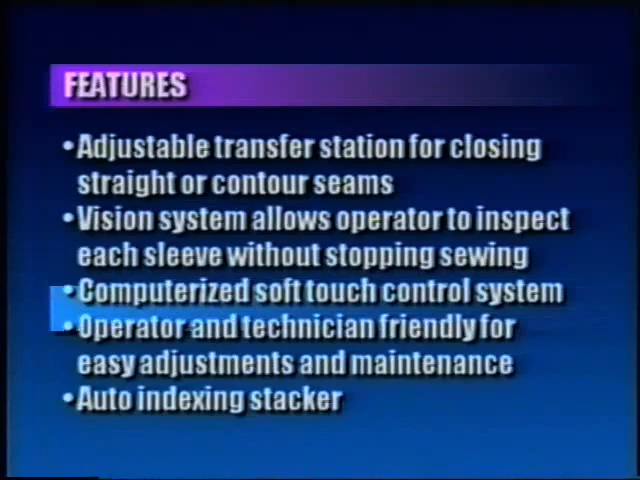 FEATURES
•Adjustable transfer station for closing
straight or contour seams
•Vision system allows operator to inspect
each sleeve without stopping sewing
•Computerized soft touch control system
•Operator and technician friendly for
easy adjustments and maintenance
•Auto indexing stacker